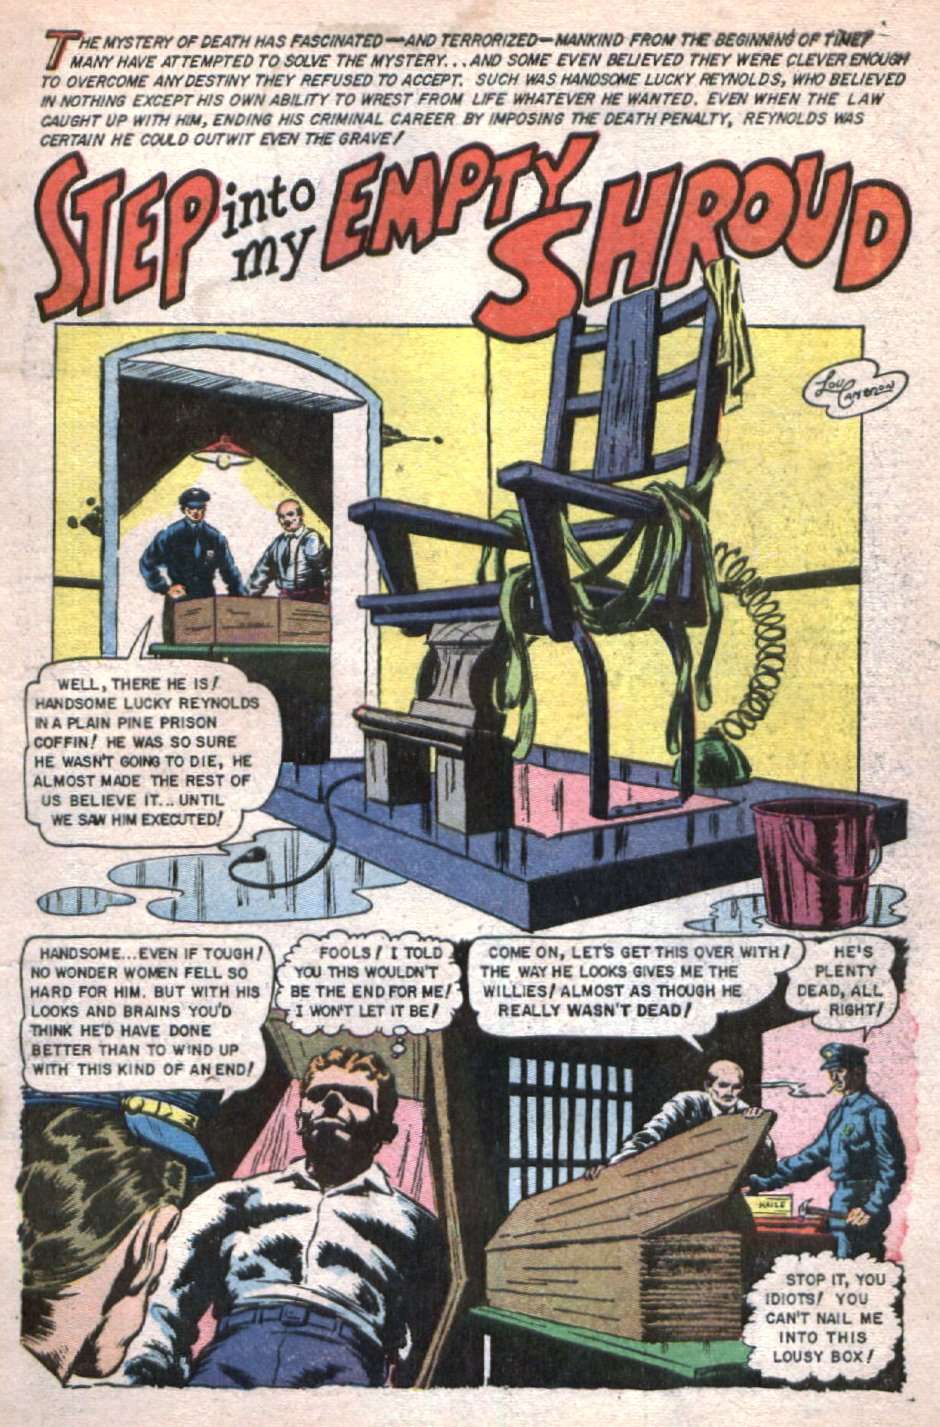 THE MYSTERY OF DEATH HAS FASCINATED—AND TERRORIZED—MANKIND FROM THE BEGINNING OF TIME!
MANY HAVE ATTEMPTED TO SOLVE THE MYSTERY...AND SOME EVEN BELIEVED THEY WERE CLEVER ENOUGH
TO OVERCOME ANY DESTINY THEY REFUSED TO ACCEPT. SUCH WAS HANDSOME LUCKY REYNOLDS, WHO BELIEVED
IN NOTHING EXCEPT HIS OWN ABILITY TO WREST FROM LIFE WHATEVER HE WANTED. EVEN WHEN THE LAW
CAUGHT UP WITH HIM, ENDING HIS CRIMINAL CAREER BY IMPOSING THE DEATH PENALTY, REYNOLDS WAS
CERTAIN HE COULD OUTWIT EVEN THE GRAVE!
STEP into my EMPTY SHROUD
Lou
Cameron
WELL, THERE HE IS!
HANDSOME LUCKY REYNOLDS
IN A PLAIN PINE PRISON
COFFIN! HE WAS SO SURE
HE WASN'T GOING TO DIE, HE
ALMOST MADE THE REST OF
US BELIEVE IT... UNTIL
WE SAW HIM EXECUTED!
HANDSOME...EVEN IF TOUGH!
NO WONDER WOMEN FELL SO
HARD FOR HIM. BUT WITH HIS
LOOKS AND BRAINS YOU'D
THINK HE'D HAVE DONE
BETTER THAN TO WIND UP
WITH THIS KIND OF AN END!
FOOLS! I TOLD
YOU THIS WOULDN'T
BE THE END FOR ME!
I WON'T LET IT BE!
COME ON, LET'S GET THIS OVER WITH!
THE WAY HE LOOKS GIVES ME THE
WILLIES! ALMOST AS THOUGH HE
REALLY WASN'T DEAD!
HE'S
PLENTY
DEAD, ALL
RIGHT!
NAILS
STOP IT, YOU
IDIOTS! YOU
CAN'T NAIL ME
INTO THIS
LOUSY BOX!